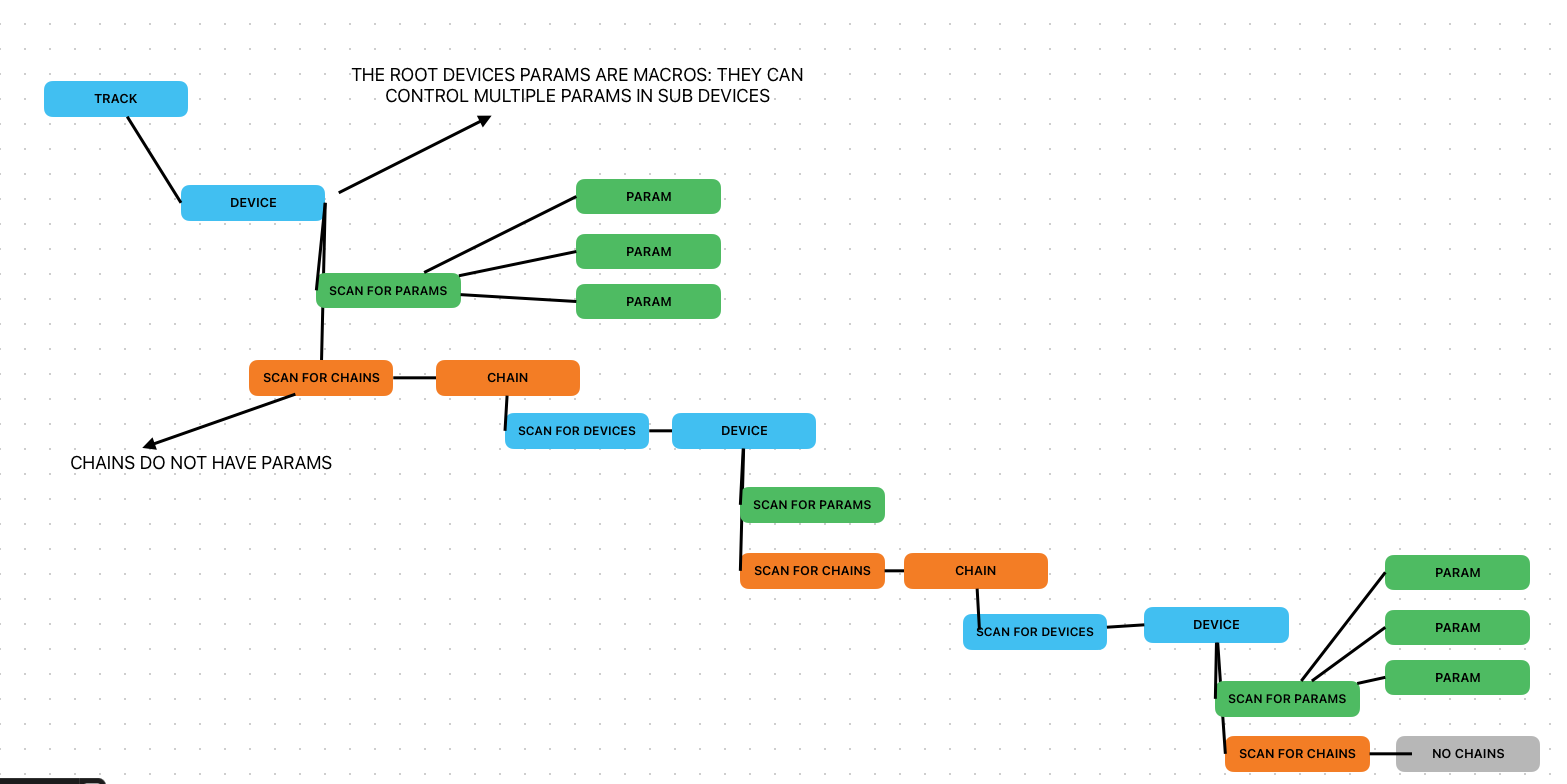 THE ROOT DEVICES PARAMS ARE MACROS: THEY CAN
CONTROL MULTIPLE PARAMS IN SUB DEVICES
TRACK
DEVICE
PARAM
PARAM
SCAN FOR PARAMS
PARAM
SCAN FOR CHAINS
CHAIN
SCAN FOR DEVICES
DEVICE
CHAINS DO NOT HAVE PARAMS
SCAN FOR PARAMS
SCAN FOR CHAINS
CHAIN
PARAM
SCAN FOR DEVICES
DEVICE
PARAM
PARAM
SCAN FOR PARAMS
SCAN FOR CHAINS
NO CHAINS